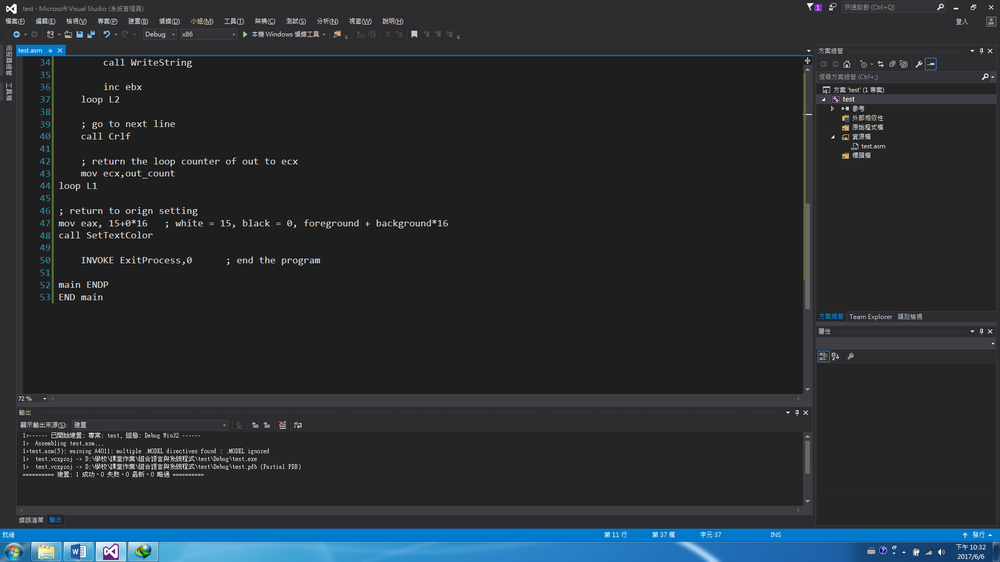 test - Microsoft Visual Studio (系統管理員)
1
快速啟動 (Ctrl+Q)
檔案(F) 編輯(E) 檢視(V) 專案(P) 建置(B) 偵錯(D) 小組(M) 工具(T) 架構(C) 測試(S) 分析(N) 視窗(W) 說明(H)
登入
Debug x86 本機 Windows 偵錯工具
伺服器總管
工具箱
test.asm
34 call WriteString
35
36 inc ebx
37 loop L2
38
39 ; go to next line
40 call Crlf
41
42 ; return the loop counter of out to ecx
43 mov ecx,out_count
44 loop L1
45
46 ; return to orign setting
47 mov eax, 15+0*16 ; white = 15, black = 0, foreground + background*16
48 call SetTextColor
49
50 INVOKE ExitProcess,0 ; end the program
51
52 main ENDP
53 END main
72 %
方案總管
搜尋方案總管 (Ctrl+;)
方案 'test' (1 專案)
test
參考
外部相依性
原始程式檔
資源檔
test.asm
標頭檔
方案總管 Team Explorer 類別檢視
屬性
輸出
顯示輸出來源(S): 建置
1>------ 已開始建置: 專案: test, 組態: Debug Win32 ------
1> Assembling test.asm...
1>test.asm(5): warning A4011: multiple .MODEL directives found : .MODEL ignored
1> test.vcxproj -> D:\學校\課堂作業\組合語言與系統程式\test\Debug\test.exe
1> test.vcxproj -> D:\學校\課堂作業\組合語言與系統程式\test\Debug\test.pdb (Partial PDB)
========== 建置: 1 成功、0 失敗、0 最新、0 略過 ==========
錯誤清單 輸出
就緒 第 11 行 第 37 欄 字元 37 INS 發行
下午 10:32
2017/6/6